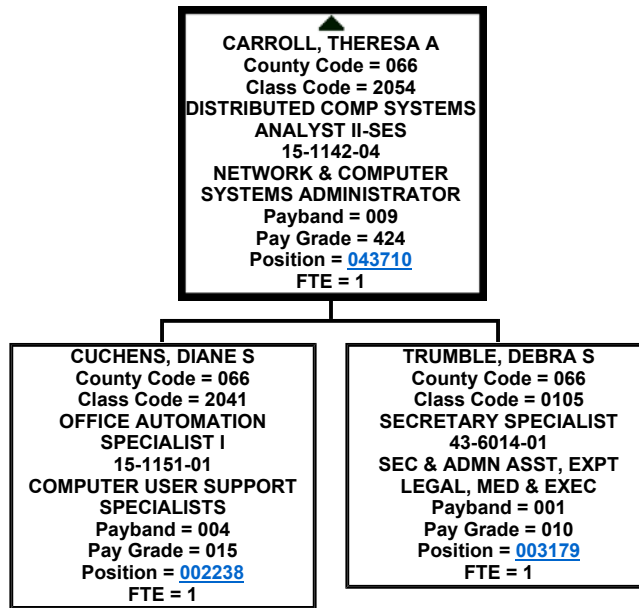 CARROLL, THERESA A
County Code = 066
Class Code = 2054
DISTRIBUTED COMP SYSTEMS
ANALYST II-SES
15-1142-04
NETWORK & COMPUTER
SYSTEMS ADMINISTRATOR
Payband = 009
Pay Grade = 424
Position = 043710
FTE = 1
CUCHENS, DIANE S
County Code = 066
Class Code = 2041
OFFICE AUTOMATION
SPECIALIST I
15-1151-01
COMPUTER USER SUPPORT
SPECIALISTS
Payband = 004
Pay Grade = 015
Position = 002238
FTE = 1
TRUMBLE, DEBRA S
County Code = 066
Class Code = 0105
SECRETARY SPECIALIST
43-6014-01
SEC & ADMN ASST, EXPT
LEGAL, MED & EXEC
Payband = 001
Pay Grade = 010
Position = 003179
FTE = 1